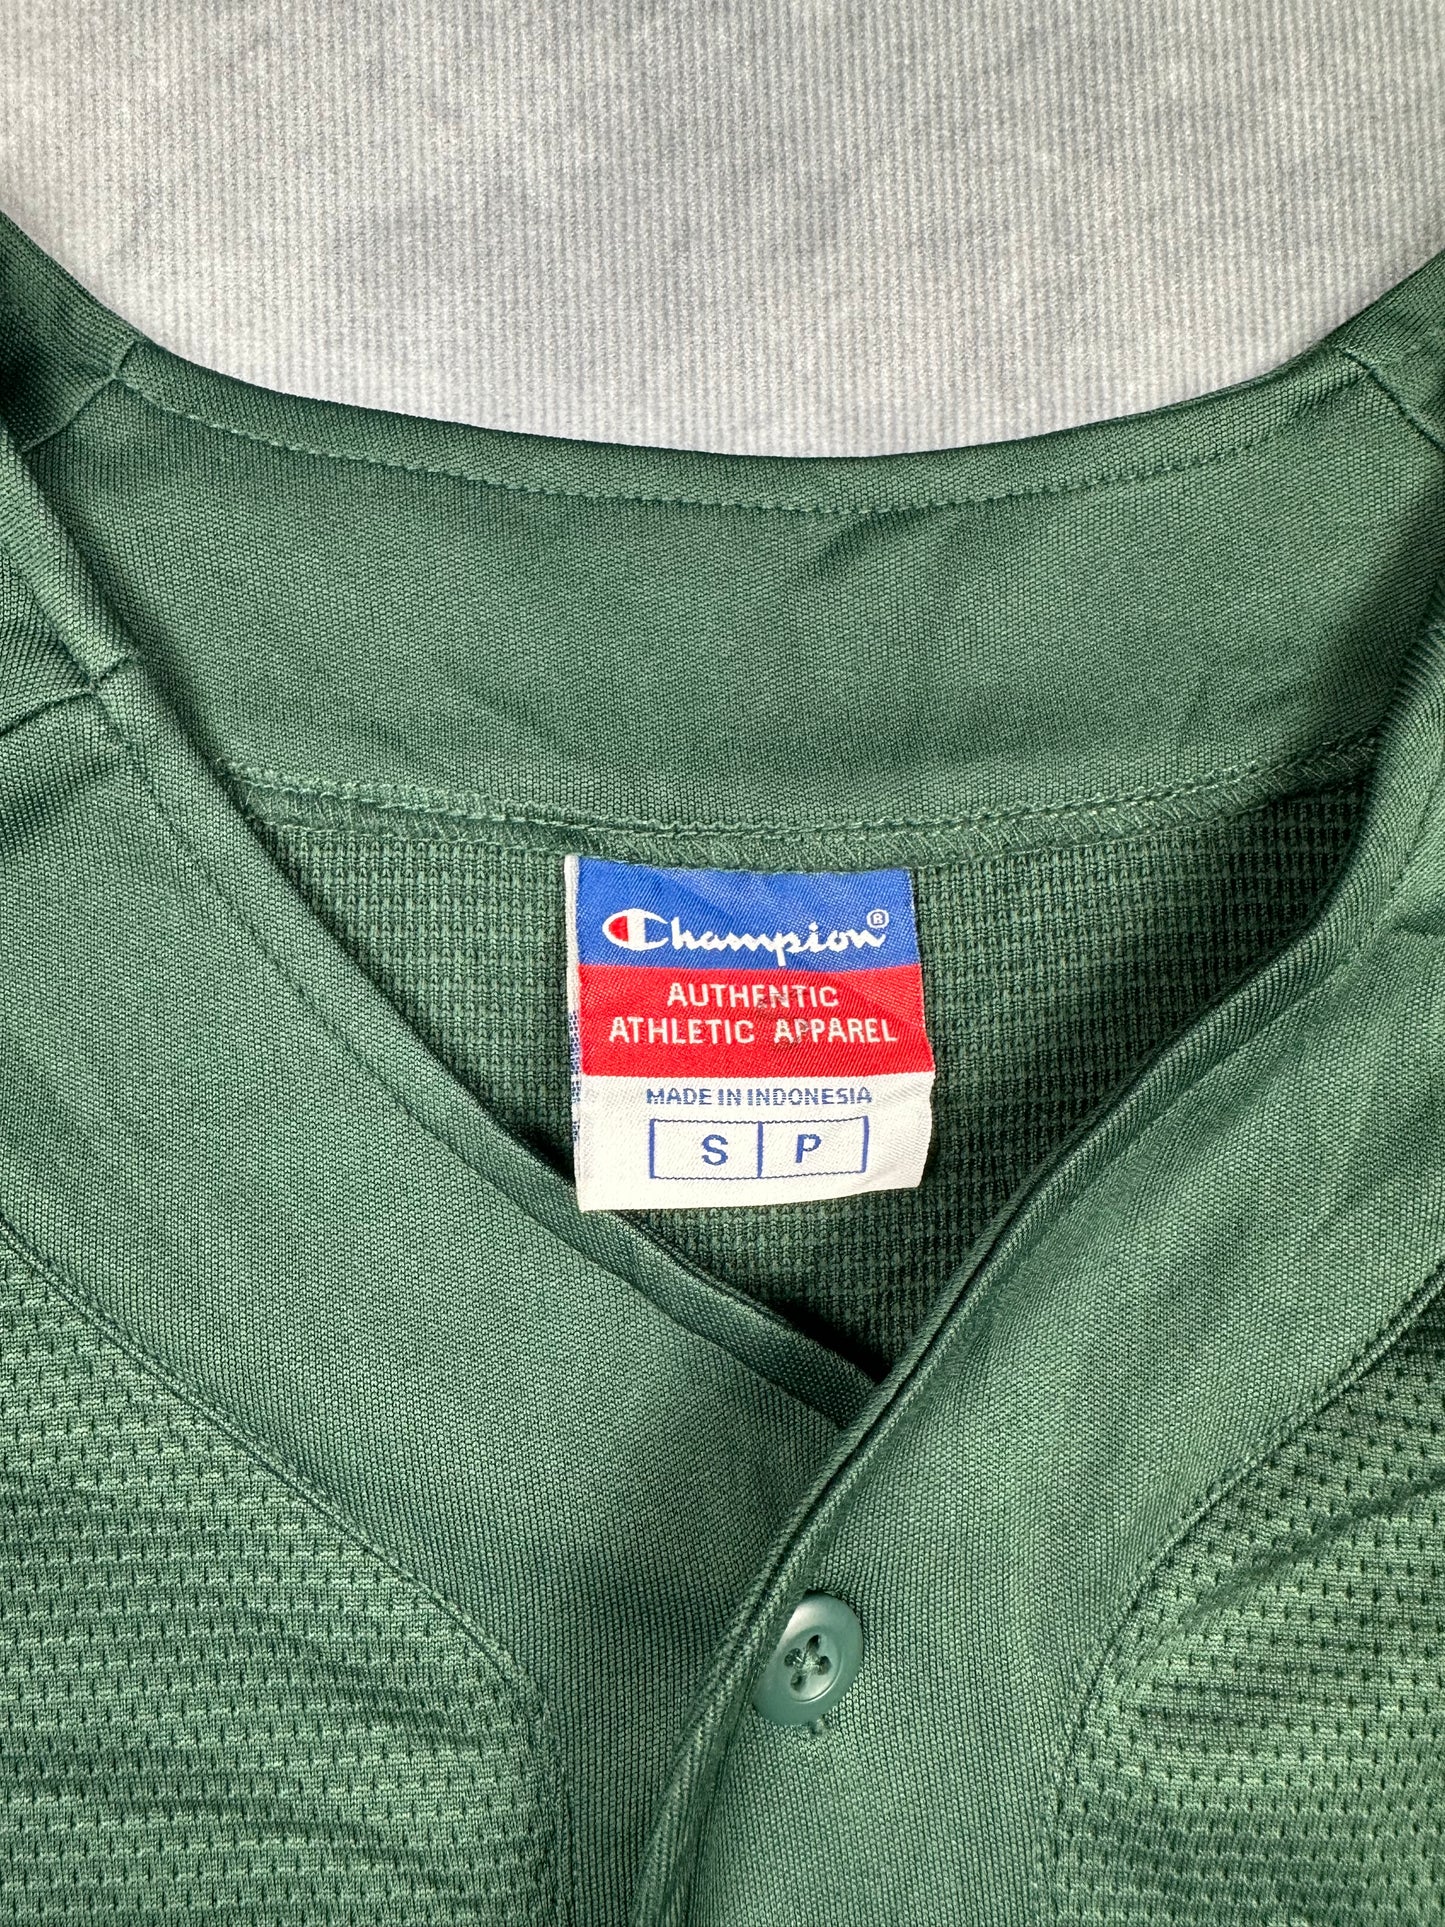 Champion®
AUTHENTIC
ATHLETIC APPAREL
MADE IN INDONESIA
S P